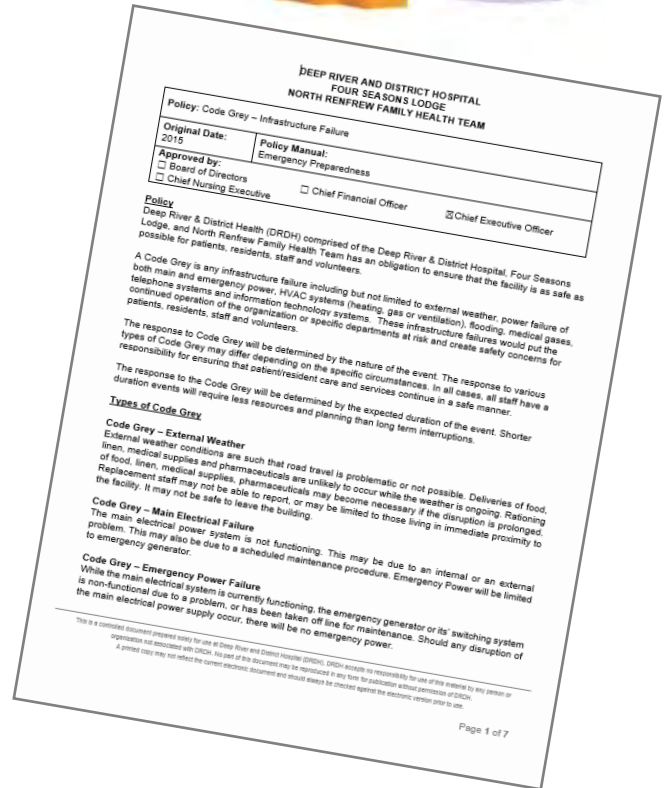 DEEP RIVER AND DISTRICT HOSPITAL
FOUR SEASONS LODGE
NORTH RENFREW FAMILY HEALTH TEAM
Policy: Code Grey – Infrastructure Failure
Original Date:
2015
Policy Manual:
Emergency Preparedness
Approved by:
☐ Board of Directors
☐ Chief Nursing Executive
☐ Chief Financial Officer
☒ Chief Executive Officer
Policy
Deep River & District Health (DRDH) comprised of the Deep River & District Hospital, Four Seasons
Lodge, and North Renfrew Family Health Team has an obligation to ensure that the facility is as safe as
possible for patients, residents, staff and volunteers.
A Code Grey is any infrastructure failure including but not limited to external weather, power failure of
both main and emergency power, HVAC systems (heating, gas or ventilation), flooding, medical gases,
telephone systems and information technology systems. These infrastructure failures would put the
continued operation of the organization or specific departments at risk and create safety concerns for
patients, residents, staff and volunteers.
The response to Code Grey will be determined by the nature of the event. The response to various
types of Code Grey may differ depending on the specific circumstances. In all cases, all staff have a
responsibility for ensuring that patient/resident care and services continue in a safe manner.
The response to the Code Grey will be determined by the expected duration of the event. Shorter
duration events will require less resources and planning than long term interruptions.
Types of Code Grey
Code Grey – External Weather
External weather conditions are such that road travel is problematic or not possible. Deliveries of food,
linen, medical supplies and pharmaceuticals are unlikely to occur while the weather is ongoing. Rationing
of food, linen, medical supplies, pharmaceuticals may become necessary if the disruption is prolonged.
Replacement staff may not be able to report, or may be limited to those living in immediate proximity to
the facility. It may not be safe to leave the building.
Code Grey – Main Electrical Failure
The main electrical power system is not functioning. This may be due to an internal or an external
problem. This may also be due to a scheduled maintenance procedure. Emergency Power will be limited
to emergency generator.
Code Grey – Emergency Power Failure
While the main electrical system is currently functioning, the emergency generator or its' switching system
is non-functional due to a problem, or has been taken off line for maintenance. Should any disruption of
the main electrical power supply occur, there will be no emergency power.
This is a controlled document prepared solely for use at Deep River and District Hospital (DRDH). DRDH accepts no responsibility for use of this material by any person or
organization not associated with DRDH. No part of this document may be reproduced in any form for publication without permission of DRDH.
A printed copy may not reflect the current electronic document and should always be checked against the electronic version prior to use.
Page 1 of 7